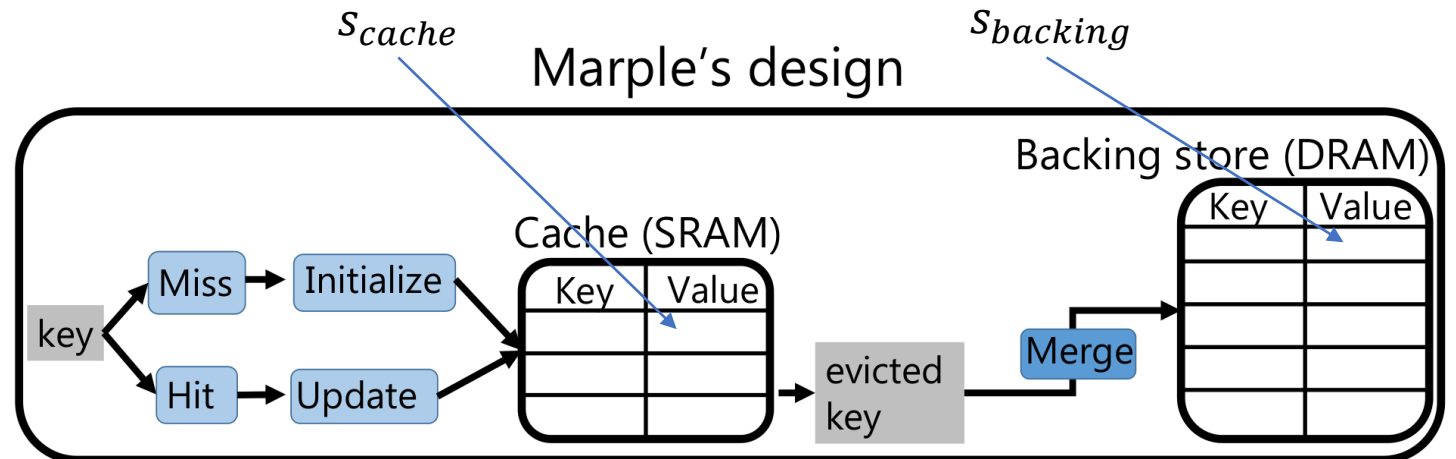 s_cache
s_backing
Marple's design
Backing store (DRAM)
Key Value
Cache (SRAM)
Key Value
Miss
Initialize
key
Hit
Update
evicted
key
Merge